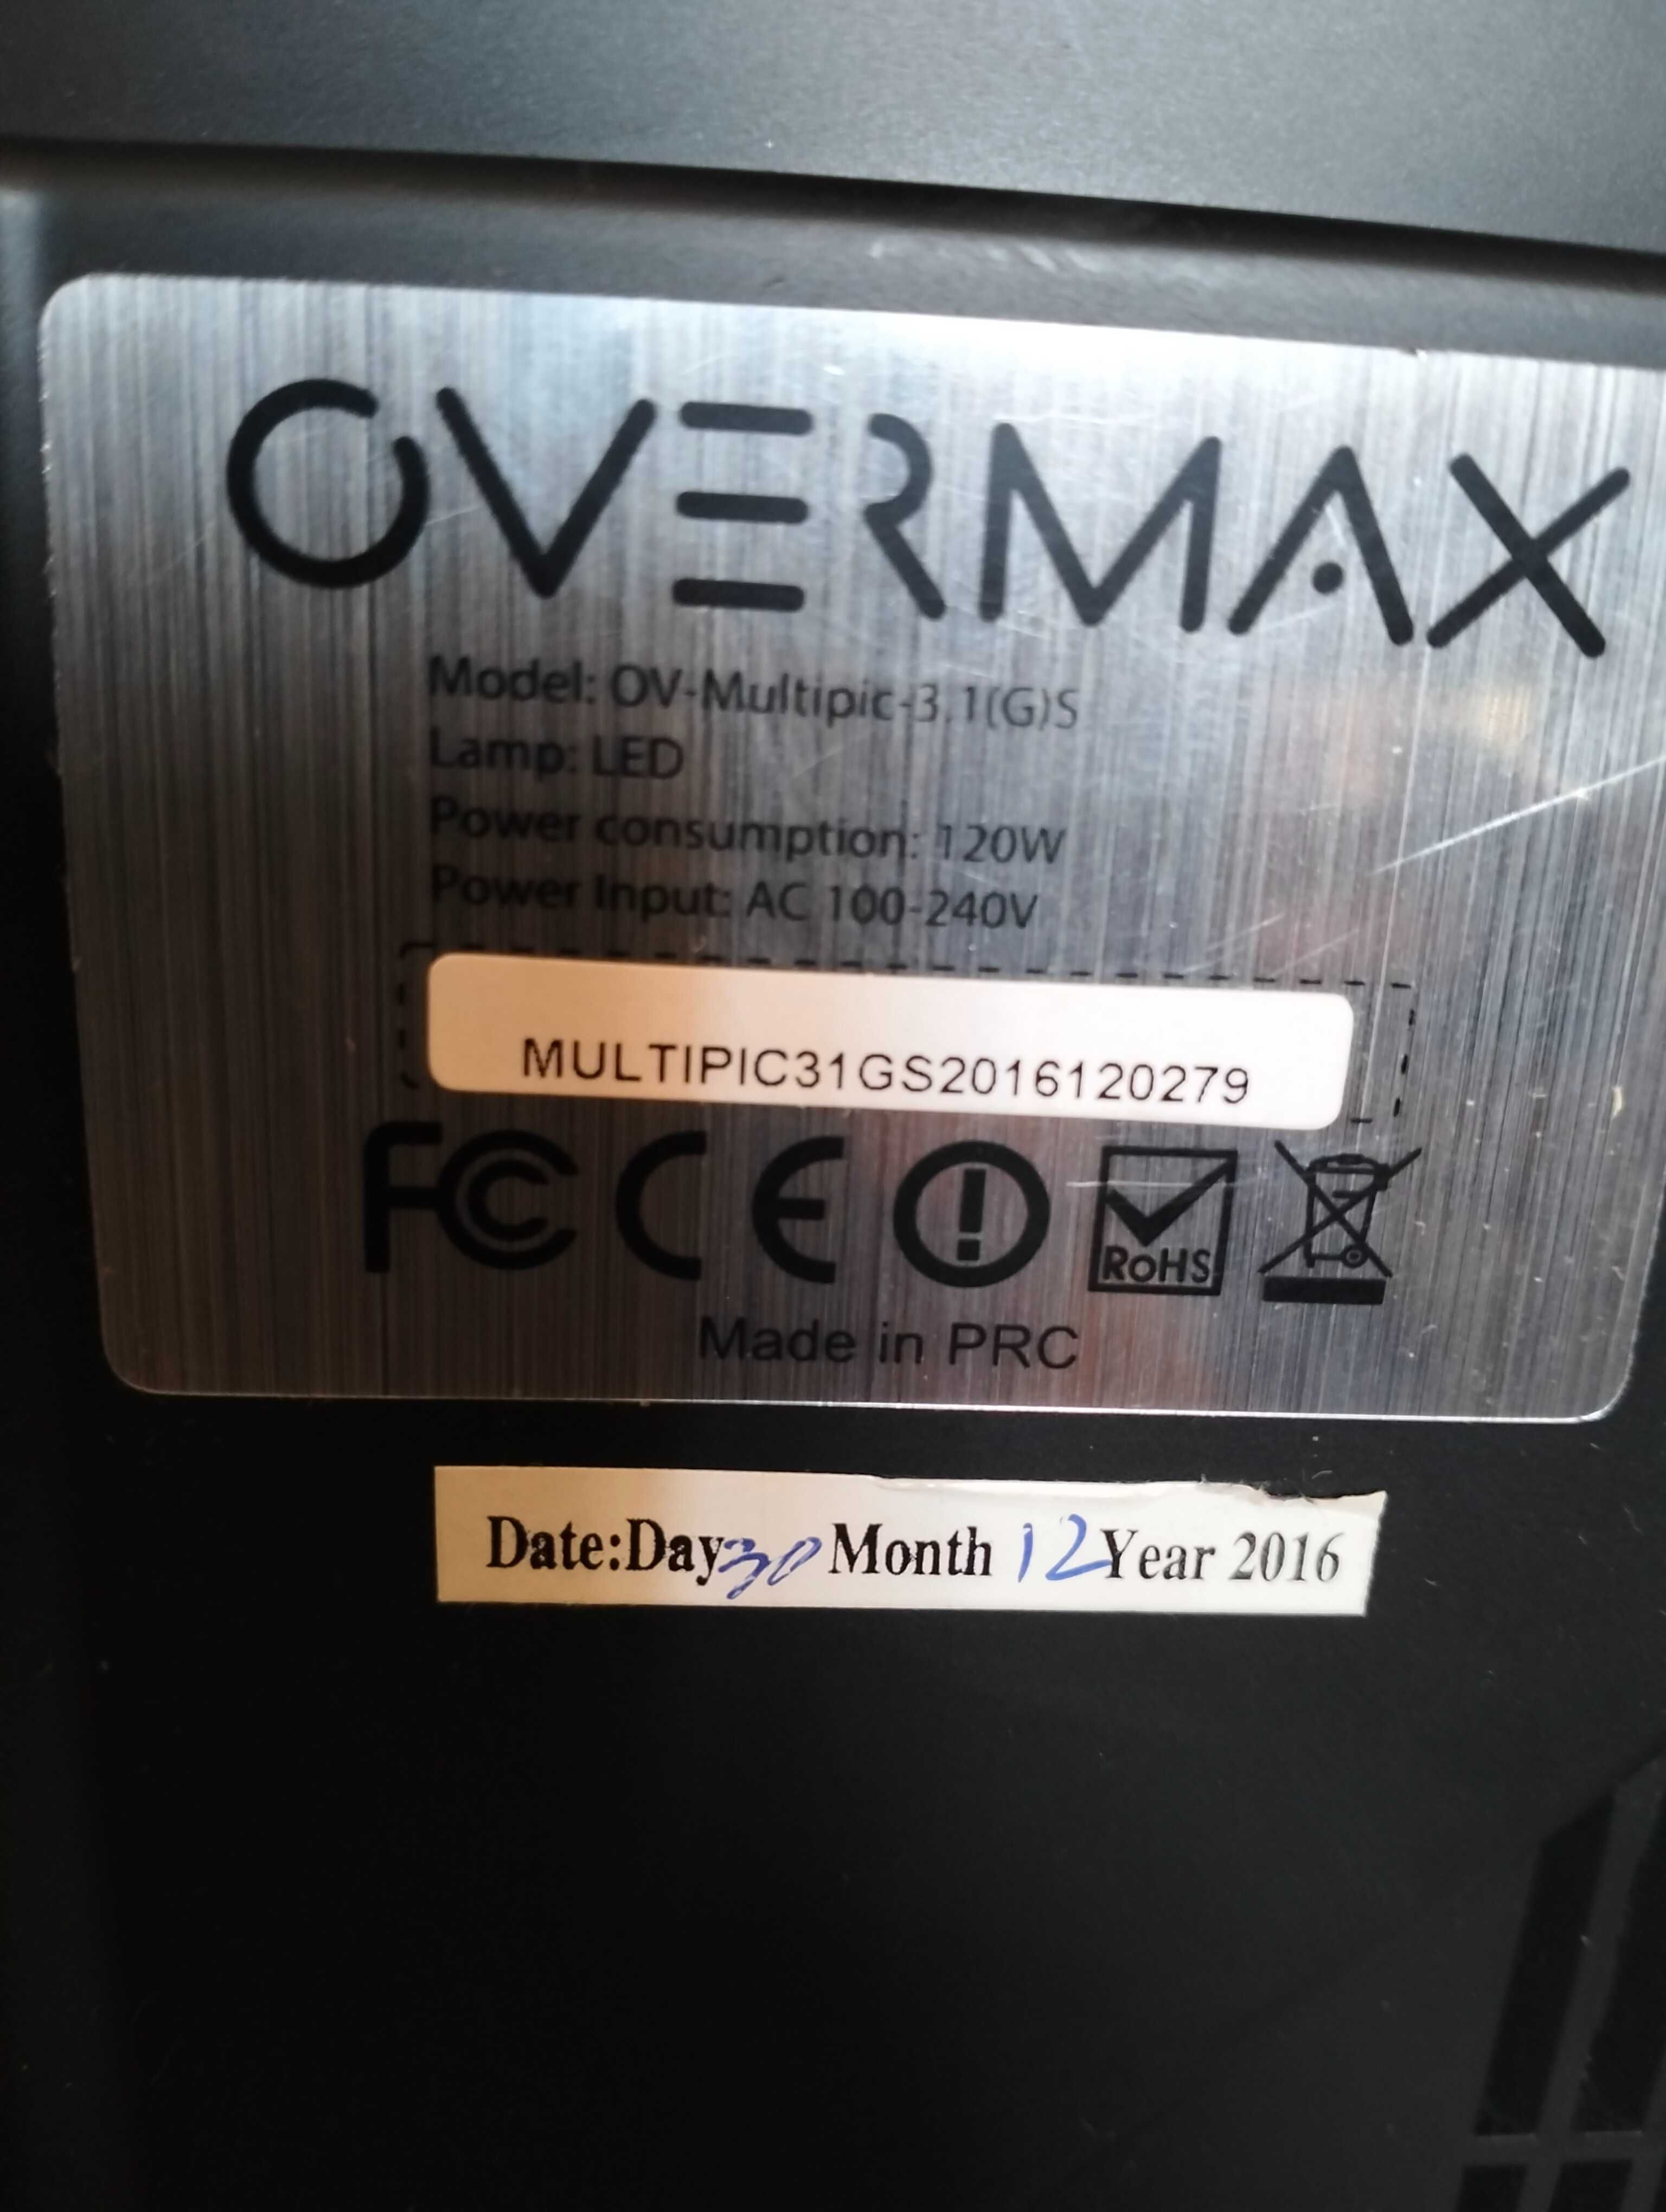 OVERMAX
Model: OV-Multipic-3.1(G)S
Lamp: LED
Power consumption: 120W
Power Input: AC 100-240V
MULTIPIC31GS2016120279
FC CE RoHS
Made in PRC
Date:Day 30 Month 12 Year 2016